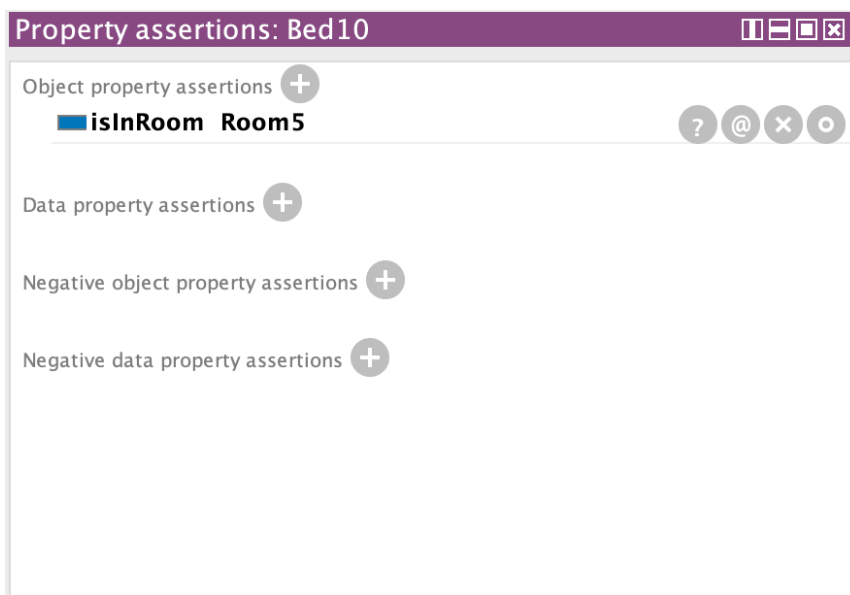 Property assertions: Bed10
Object property assertions
isInRoom Room5
? @
Data property assertions
Negative object property assertions
Negative data property assertions